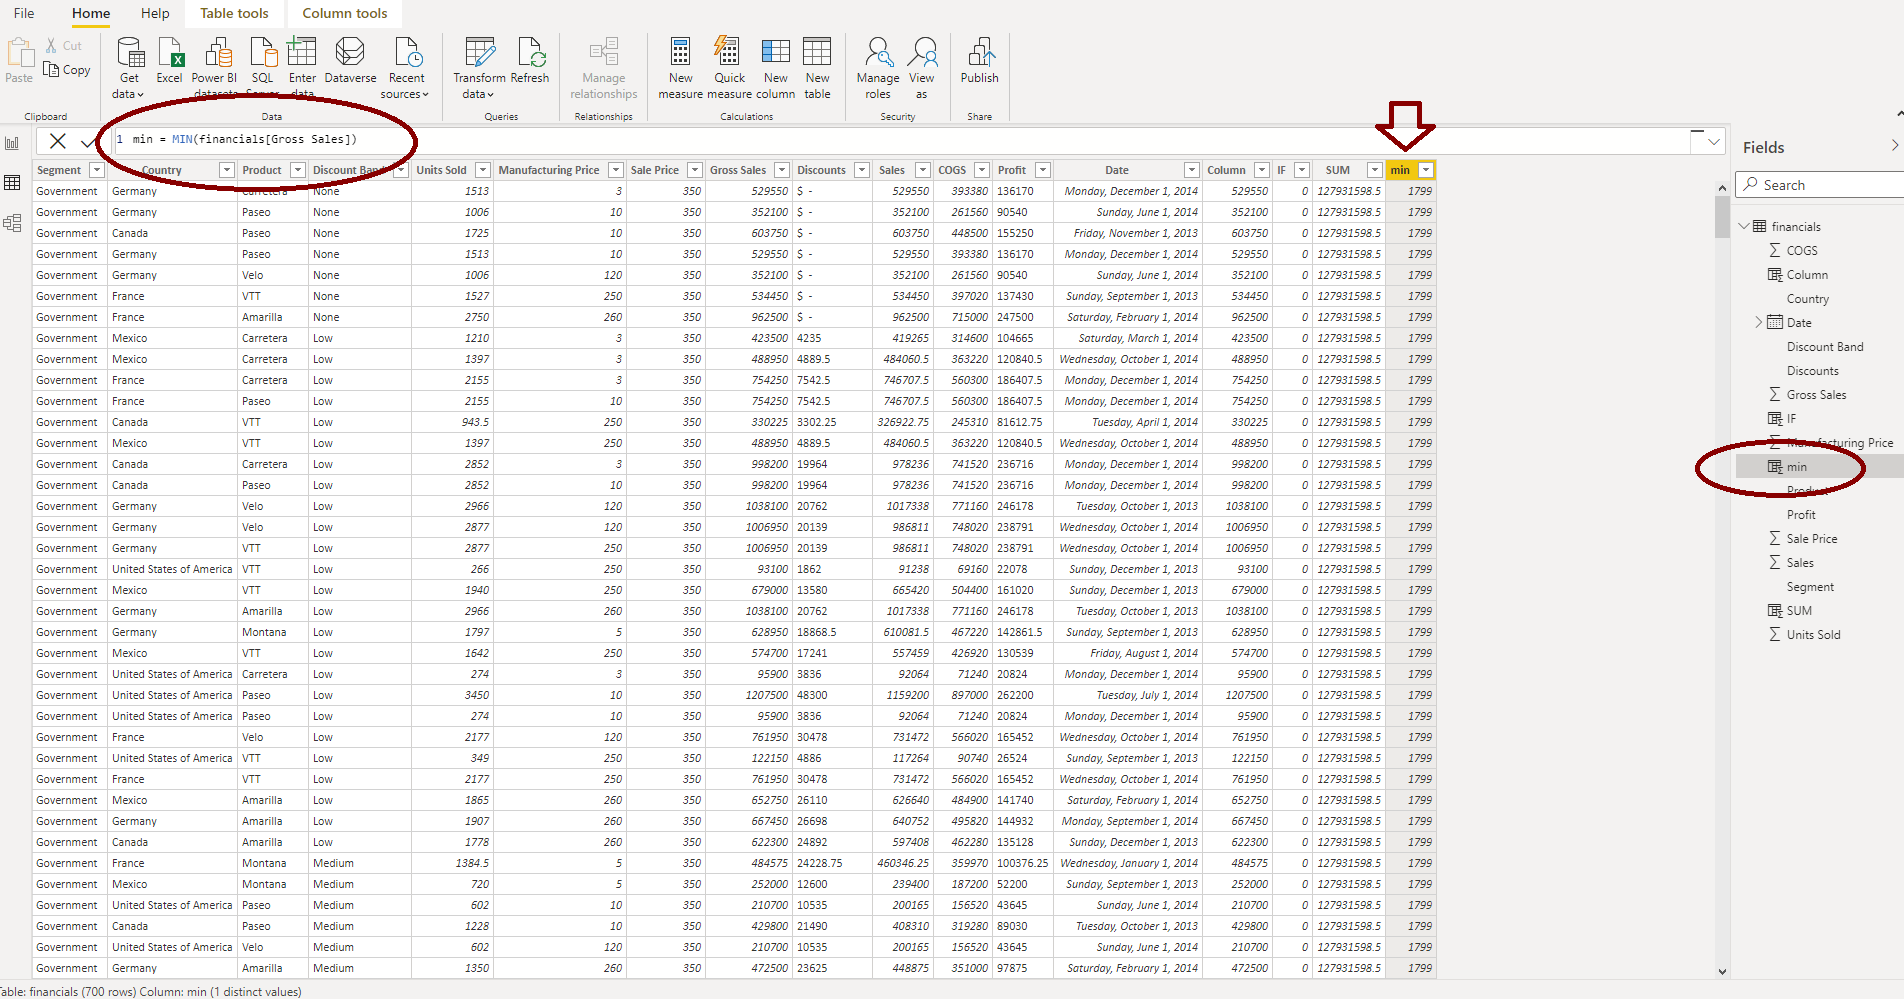 File Home Help Table tools Column tools
Paste Cut Copy
Get data Excel Power BI datasets SQL Server Enter data Dataverse Recent sources Transform data Refresh Manage relationships New measure Quick measure New column New table Manage roles View as Publish
Clipboard Data Queries Relationships Calculations Security Share
1 min = MIN(financials[Gross Sales])
Segment Country Product Discount Band Units Sold Manufacturing Price Sale Price Gross Sales Discounts Sales COGS Profit Date Column IF SUM min
Government Germany Carretera None 1513 3 350 529550 $ - 529550 393380 136170 Monday, December 1, 2014 529550 0 127931598.5 1799
Government Germany Paseo None 1006 10 350 352100 $ - 352100 261560 90540 Sunday, June 1, 2014 352100 0 127931598.5 1799
Government Canada Paseo None 1725 10 350 603750 $ - 603750 448500 155250 Friday, November 1, 2013 603750 0 127931598.5 1799
Government Germany Paseo None 1513 10 350 529550 $ - 529550 393380 136170 Monday, December 1, 2014 529550 0 127931598.5 1799
Government Germany Velo None 1006 120 350 352100 $ - 352100 261560 90540 Sunday, June 1, 2014 352100 0 127931598.5 1799
Government France VTT None 1527 250 350 534450 $ - 534450 397020 137430 Sunday, September 1, 2013 534450 0 127931598.5 1799
Government France Amarilla None 2750 260 350 962500 $ - 962500 715000 247500 Saturday, February 1, 2014 962500 0 127931598.5 1799
Government Mexico Carretera Low 1210 3 350 423500 4235 419265 314600 104665 Saturday, March 1, 2014 423500 0 127931598.5 1799
Government Mexico Carretera Low 1397 3 350 488950 4889.5 484060.5 363220 120840.5 Wednesday, October 1, 2014 488950 0 127931598.5 1799
Government France Carretera Low 2155 3 350 754250 7542.5 746707.5 560300 186407.5 Monday, December 1, 2014 754250 0 127931598.5 1799
Government France Paseo Low 2155 10 350 754250 7542.5 746707.5 560300 186407.5 Monday, December 1, 2014 754250 0 127931598.5 1799
Government Canada VTT Low 943.5 250 350 330225 3302.25 326922.75 245310 81612.75 Tuesday, April 1, 2014 330225 0 127931598.5 1799
Government Mexico VTT Low 1397 250 350 488950 4889.5 484060.5 363220 120840.5 Wednesday, October 1, 2014 488950 0 127931598.5 1799
Government Canada Carretera Low 2852 3 350 998200 19964 978236 741520 236716 Monday, December 1, 2014 998200 0 127931598.5 1799
Government Canada Paseo Low 2852 10 350 998200 19964 978236 741520 236716 Monday, December 1, 2014 998200 0 127931598.5 1799
Government Germany Velo Low 2966 120 350 1038100 20762 1017338 771160 246178 Tuesday, October 1, 2013 1038100 0 127931598.5 1799
Government Germany Velo Low 2877 120 350 1006950 20139 986811 748020 238791 Wednesday, October 1, 2014 1006950 0 127931598.5 1799
Government Germany VTT Low 2877 250 350 1006950 20139 986811 748020 238791 Wednesday, October 1, 2014 1006950 0 127931598.5 1799
Government United States of America VTT Low 266 250 350 93100 1862 91238 69160 22078 Sunday, December 1, 2013 93100 0 127931598.5 1799
Government Mexico VTT Low 1940 250 350 679000 13580 665420 504400 161020 Sunday, December 1, 2013 679000 0 127931598.5 1799
Government Germany Amarilla Low 2966 260 350 1038100 20762 1017338 771160 246178 Tuesday, October 1, 2013 1038100 0 127931598.5 1799
Government Germany Montana Low 1797 5 350 628950 18868.5 610081.5 467220 142861.5 Sunday, September 1, 2013 628950 0 127931598.5 1799
Government Mexico VTT Low 1642 250 350 574700 17241 557459 426920 130539 Friday, August 1, 2014 574700 0 127931598.5 1799
Government United States of America Carretera Low 274 3 350 95900 3836 92064 71240 20824 Monday, December 1, 2014 95900 0 127931598.5 1799
Government United States of America Paseo Low 3450 10 350 1207500 48300 1159200 897000 262200 Tuesday, July 1, 2014 1207500 0 127931598.5 1799
Government United States of America Paseo Low 274 10 350 95900 3836 92064 71240 20824 Monday, December 1, 2014 95900 0 127931598.5 1799
Government France Velo Low 2177 120 350 761950 30478 731472 566020 165452 Wednesday, October 1, 2014 761950 0 127931598.5 1799
Government United States of America VTT Low 349 250 350 122150 4886 117264 90740 26524 Sunday, September 1, 2013 122150 0 127931598.5 1799
Government France VTT Low 2177 250 350 761950 30478 731472 566020 165452 Wednesday, October 1, 2014 761950 0 127931598.5 1799
Government Mexico Amarilla Low 1865 260 350 652750 26110 626640 484900 141740 Saturday, February 1, 2014 652750 0 127931598.5 1799
Government Germany Amarilla Low 1907 260 350 667450 26698 640752 495820 144932 Monday, September 1, 2014 667450 0 127931598.5 1799
Government Canada Amarilla Low 1778 260 350 622300 24892 597408 462280 135128 Sunday, December 1, 2013 622300 0 127931598.5 1799
Government France Montana Medium 1384.5 5 350 484575 24228.75 460346.25 359970 100376.25 Wednesday, January 1, 2014 484575 0 127931598.5 1799
Government Mexico Montana Medium 720 5 350 252000 12600 239400 187200 52200 Sunday, September 1, 2013 252000 0 127931598.5 1799
Government United States of America Paseo Medium 602 10 350 210700 10535 200165 156520 43645 Sunday, June 1, 2014 210700 0 127931598.5 1799
Government Canada Paseo Medium 1228 10 350 429800 21490 408310 319280 89030 Tuesday, October 1, 2013 429800 0 127931598.5 1799
Government United States of America Velo Medium 602 120 350 210700 10535 200165 156520 43645 Sunday, June 1, 2014 210700 0 127931598.5 1799
Government Germany Amarilla Medium 1350 260 350 472500 23625 448875 351000 97875 Saturday, February 1, 2014 472500 0 127931598.5 1799
Fields
Search
financials
COGS
Column
Country
Date
Discount Band
Discounts
Gross Sales
IF
Manufacturing Price
min
Product
Profit
Sale Price
Sales
Segment
SUM
Units Sold
Table: financials (700 rows) Column: min (1 distinct values)